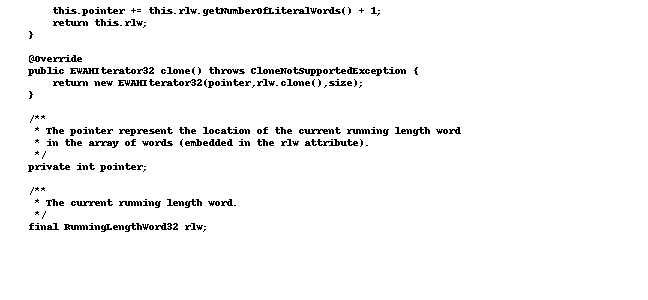 this.pointer += this.rlw.getNumberOfLiteralWords() + 1;
return this.rlw;
}
@Override
public EWAHIterator32 clone() throws CloneNotSupportedException {
return new EWAHIterator32(pointer,rlw.clone(),size);
}
/**
* The pointer represent the location of the current running length word
* in the array of words (embedded in the rlw attribute).
*/
private int pointer;
/**
* The current running length word.
*/
final RunningLengthWord32 rlw;